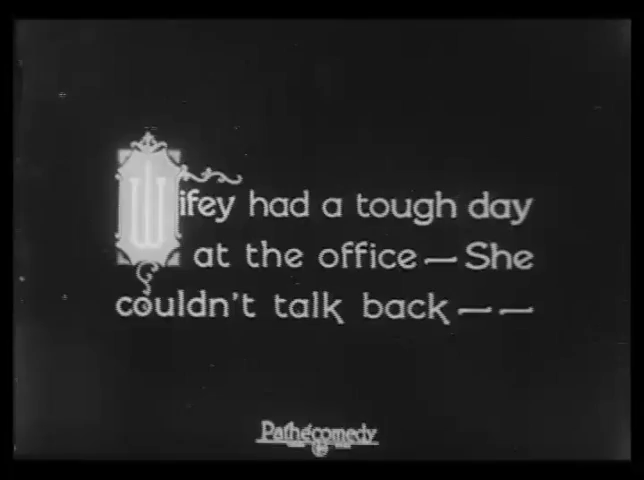 Wifey had a tough day
at the office — She
couldn't talk back — —
Pathécomedy